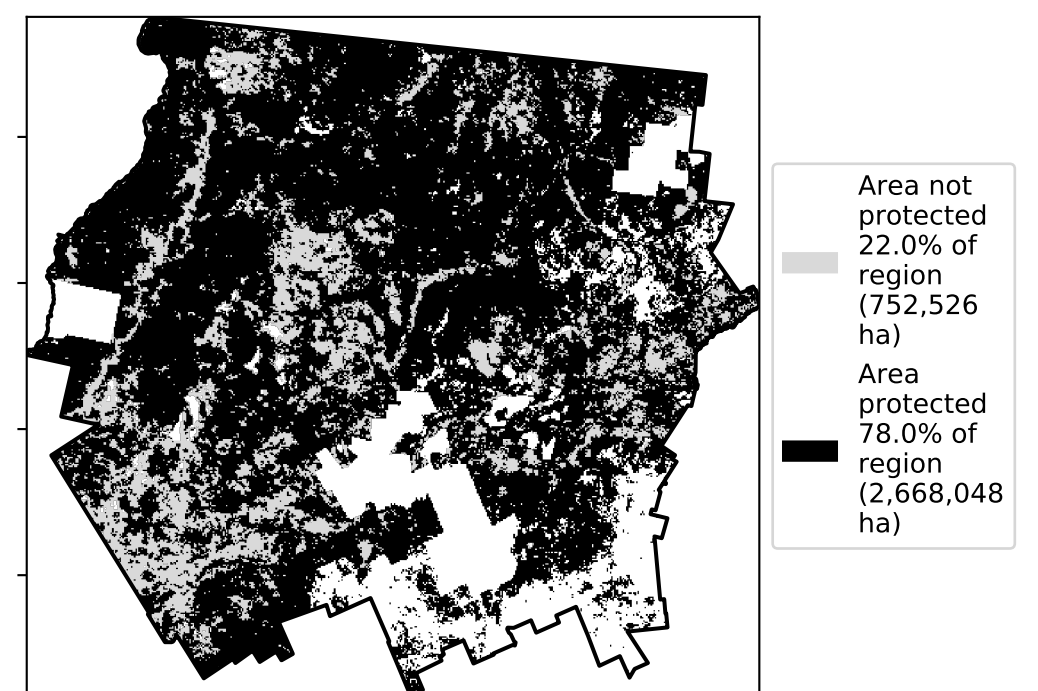 Area not
protected
22.0% of
region
(752,526
ha)
Area
protected
78.0% of
region
(2,668,048
ha)